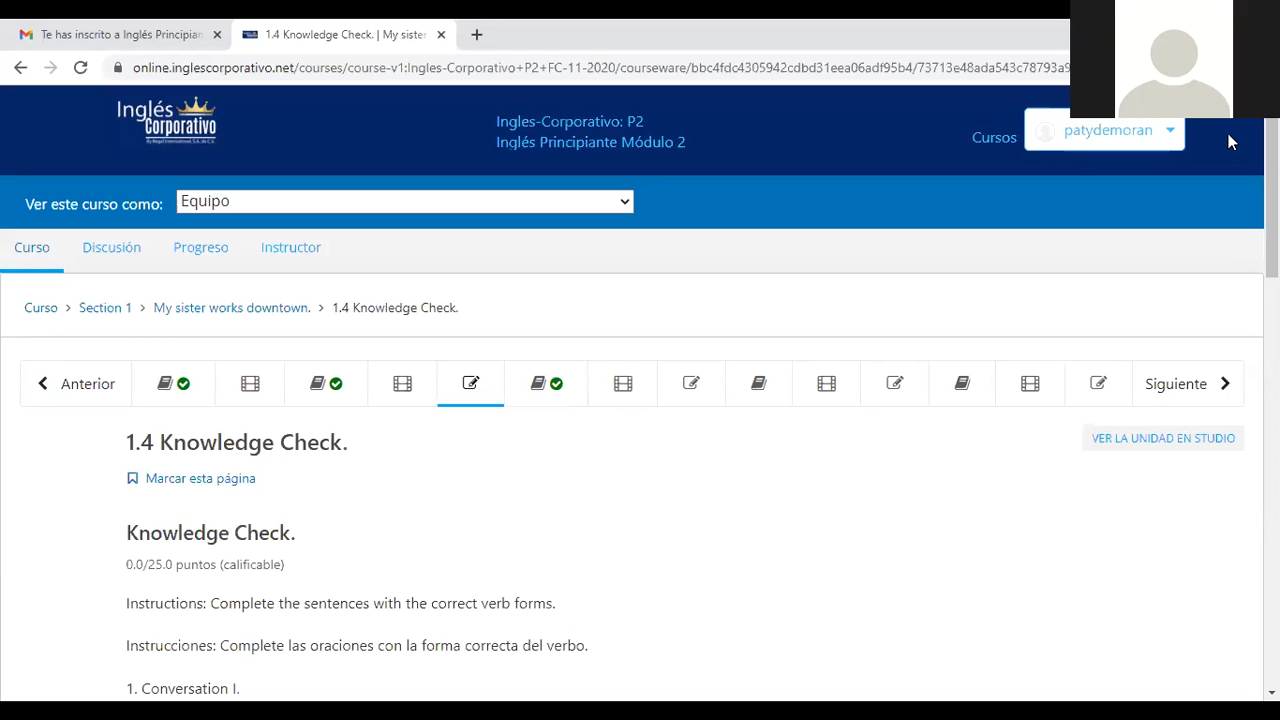 Te has inscrito a Inglés Principian
1.4 Knowledge Check. | My sister
online.inglescorporativo.net/courses/course-v1:Ingles-Corporativo+P2+FC-11-2020/courseware/bbc4fdc4305942cdbd31eea06adf95b4/73713e48ada543c78793a9
Inglés
Corporativo
By Regal International, S.A. de C.V.
Ingles-Corporativo: P2
Inglés Principiante Módulo 2
Cursos
patydemoran
Ver este curso como:
Equipo
Curso
Discusión
Progreso
Instructor
Curso > Section 1 > My sister works downtown. > 1.4 Knowledge Check.
Anterior
Siguiente
1.4 Knowledge Check.
VER LA UNIDAD EN STUDIO
Marcar esta página
Knowledge Check.
0.0/25.0 puntos (calificable)
Instructions: Complete the sentences with the correct verb forms.
Instrucciones: Complete las oraciones con la forma correcta del verbo.
1. Conversation I.